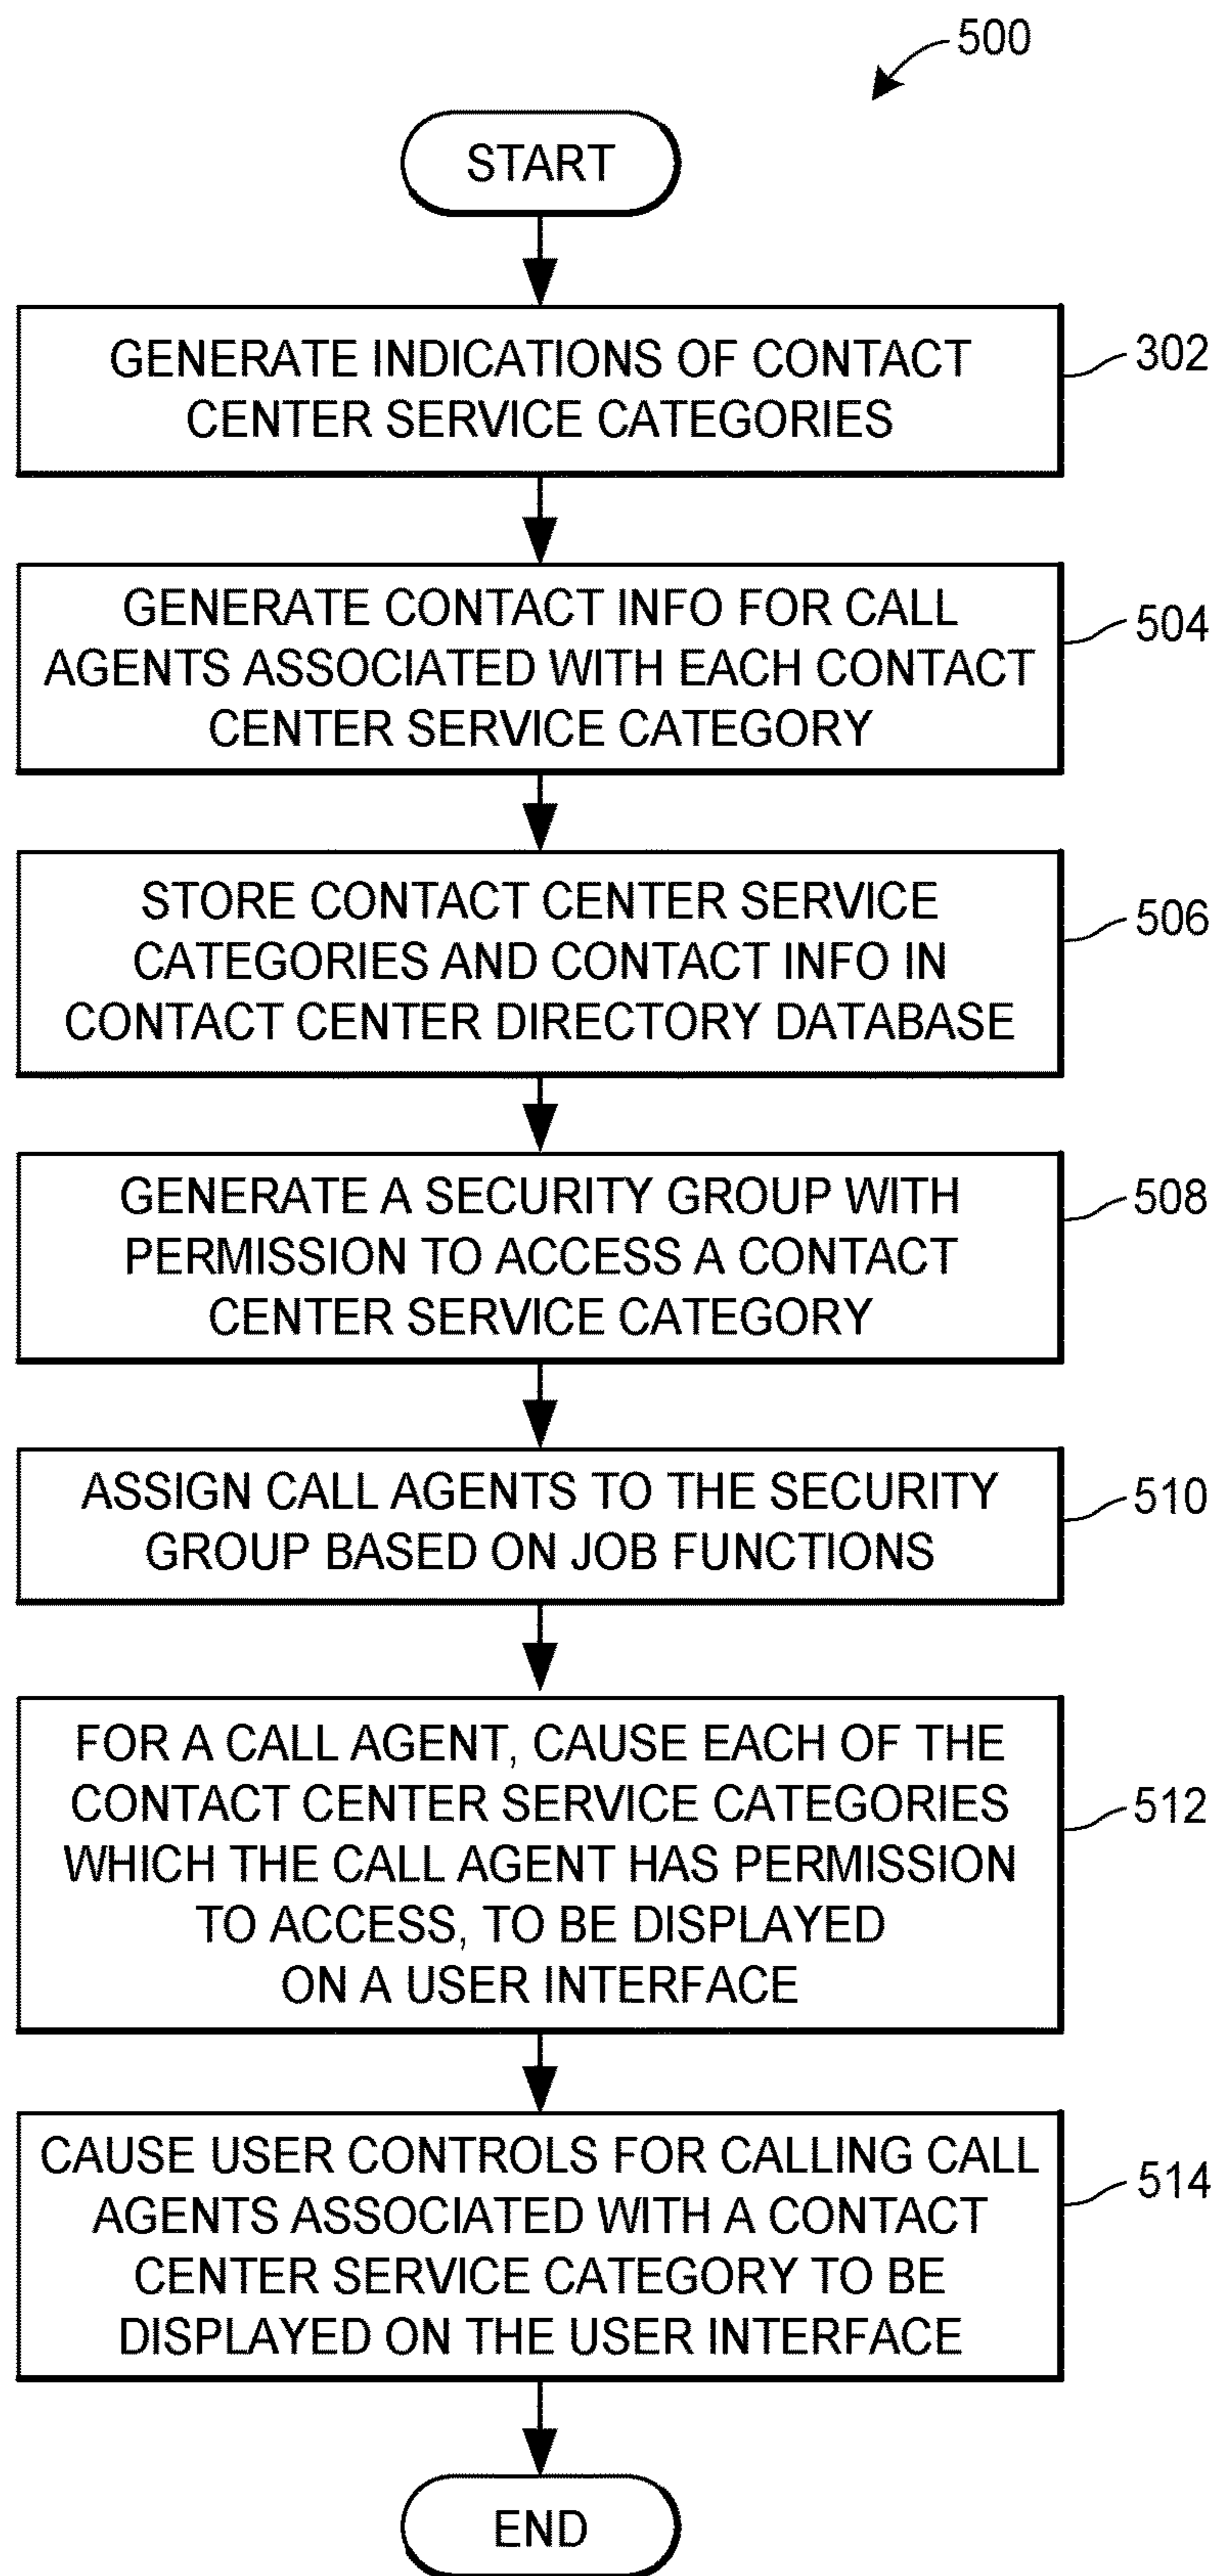 500
START
GENERATE INDICATIONS OF CONTACT
CENTER SERVICE CATEGORIES
302
GENERATE CONTACT INFO FOR CALL
AGENTS ASSOCIATED WITH EACH CONTACT
CENTER SERVICE CATEGORY
504
STORE CONTACT CENTER SERVICE
CATEGORIES AND CONTACT INFO IN
CONTACT CENTER DIRECTORY DATABASE
506
GENERATE A SECURITY GROUP WITH
PERMISSION TO ACCESS A CONTACT
CENTER SERVICE CATEGORY
508
ASSIGN CALL AGENTS TO THE SECURITY
GROUP BASED ON JOB FUNCTIONS
510
FOR A CALL AGENT, CAUSE EACH OF THE
CONTACT CENTER SERVICE CATEGORIES
WHICH THE CALL AGENT HAS PERMISSION
TO ACCESS, TO BE DISPLAYED
ON A USER INTERFACE
512
CAUSE USER CONTROLS FOR CALLING CALL
AGENTS ASSOCIATED WITH A CONTACT
CENTER SERVICE CATEGORY TO BE
DISPLAYED ON THE USER INTERFACE
514
END